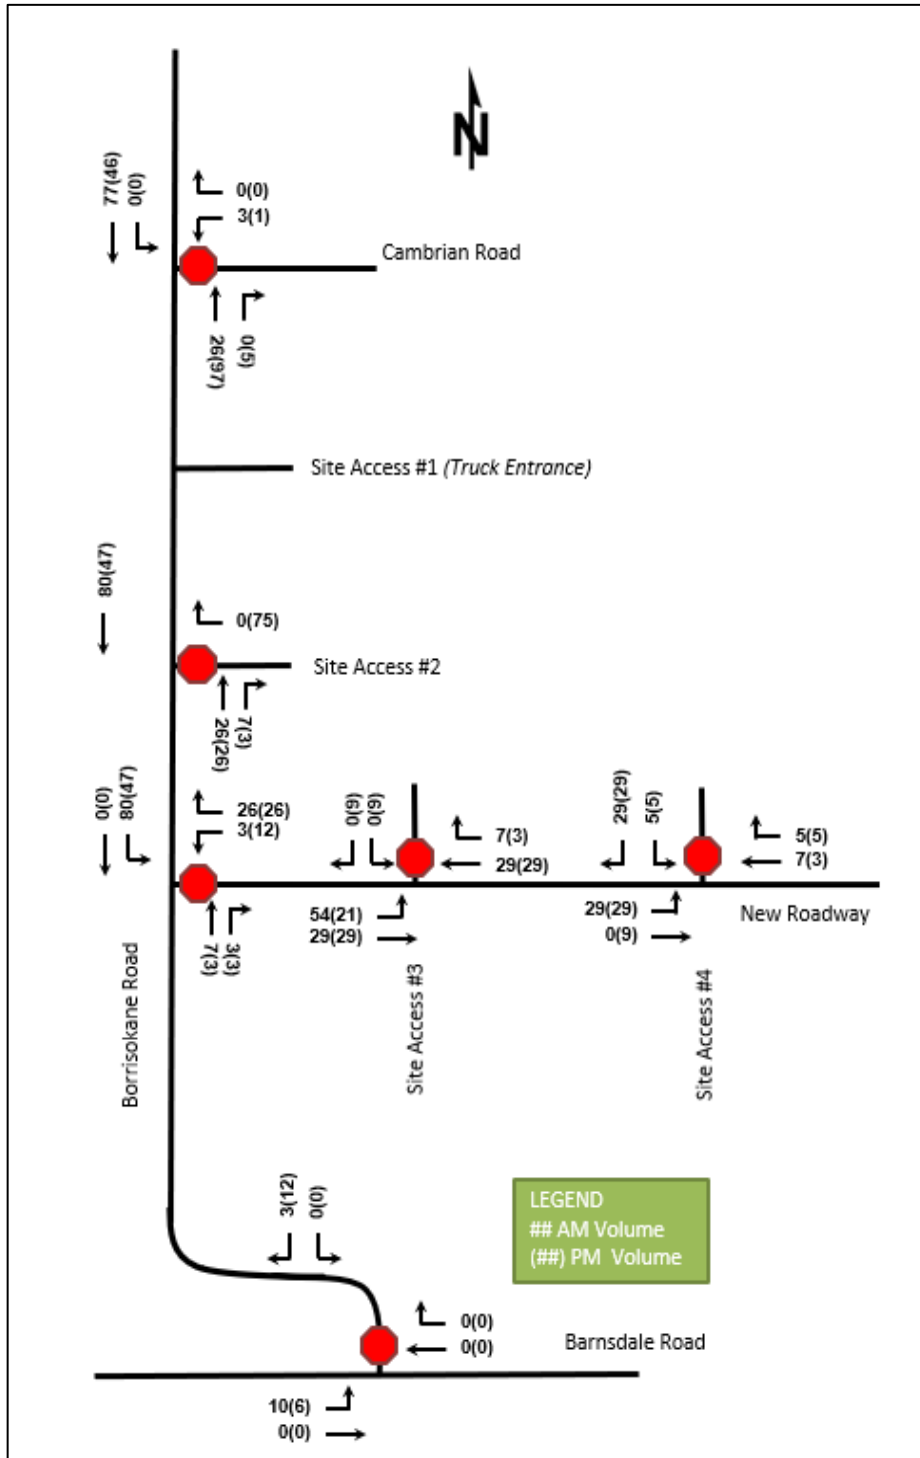 N
77(46)
0(0)
0(0)
3(1)
Cambrian Road
26(97)
0(5)
Site Access #1 (Truck Entrance)
80(47)
0(75)
Site Access #2
26(26)
7(3)
0(0)
80(47)
26(26)
3(12)
7(3)
3(3)
0(9)
0(9)
7(3)
29(29)
54(21)
29(29)
29(29)
5(5)
5(5)
7(3)
29(29)
0(9)
New Roadway
Borrisokane Road
Site Access #3
Site Access #4
3(12)
0(0)
LEGEND
## AM Volume
(##) PM Volume
0(0)
0(0)
Barnsdale Road
10(6)
0(0)